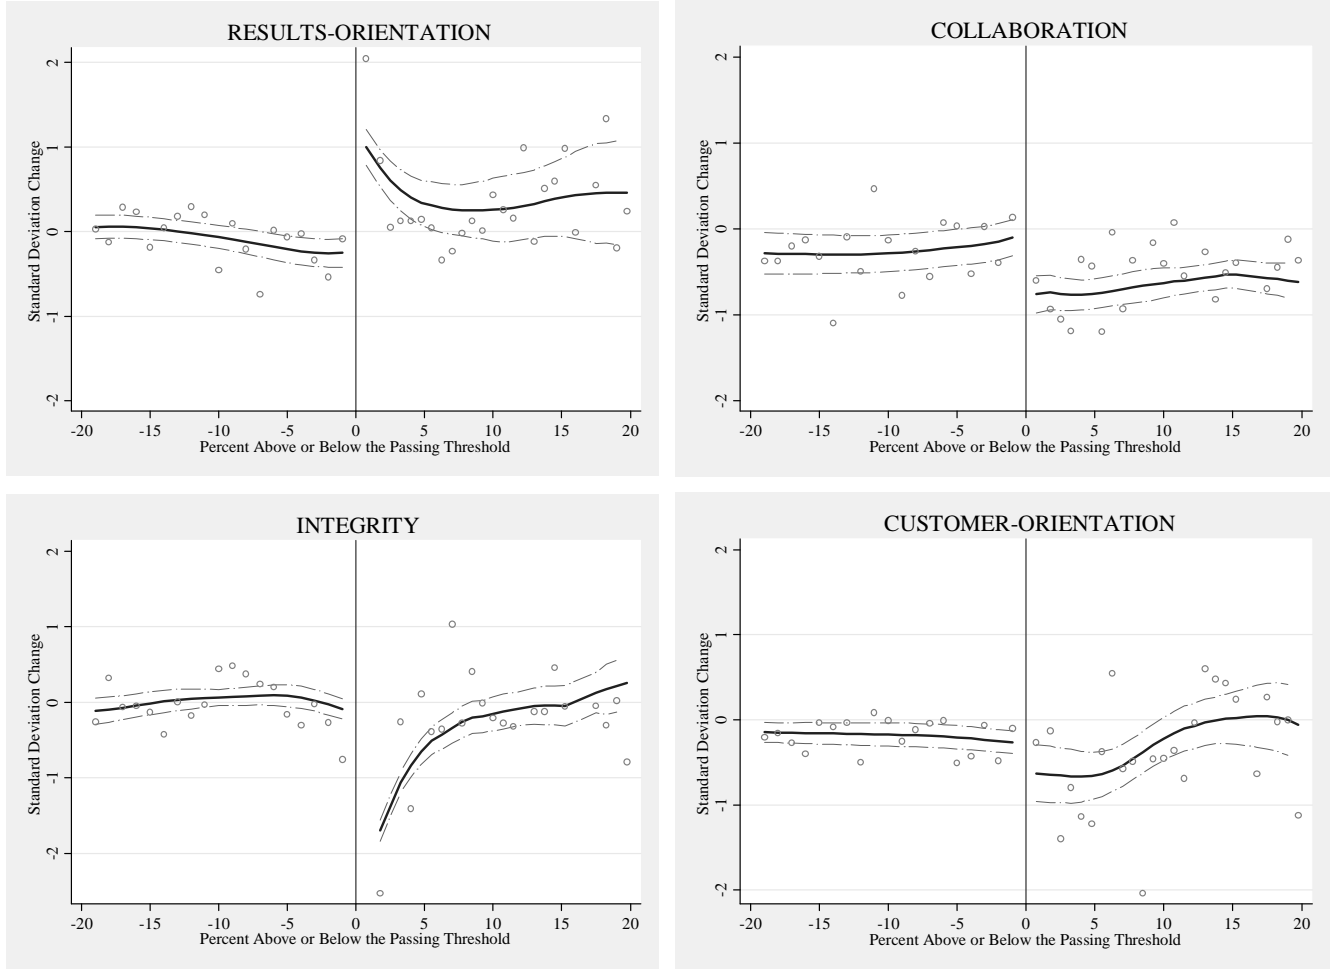 RESULTS-ORIENTATION
Standard Deviation Change
2
1
0
-1
-2
-20 -15 -10 -5 0 5 10 15 20
Percent Above or Below the Passing Threshold
COLLABORATION
Standard Deviation Change
2
1
0
-1
-2
-20 -15 -10 -5 0 5 10 15 20
Percent Above or Below the Passing Threshold
INTEGRITY
Standard Deviation Change
2
1
0
-1
-2
-20 -15 -10 -5 0 5 10 15 20
Percent Above or Below the Passing Threshold
CUSTOMER-ORIENTATION
Standard Deviation Change
2
1
0
-1
-2
-20 -15 -10 -5 0 5 10 15 20
Percent Above or Below the Passing Threshold